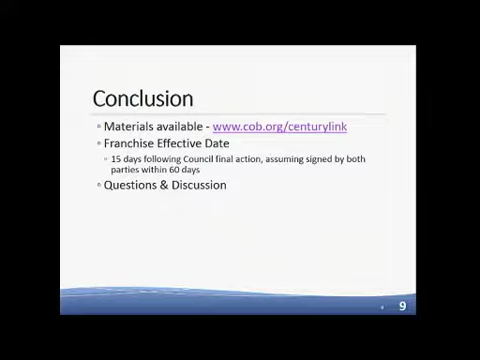 Conclusion
Materials available - www.cob.org/centurylink
Franchise Effective Date
15 days following Council final action, assuming signed by both
parties within 60 days
Questions & Discussion
9